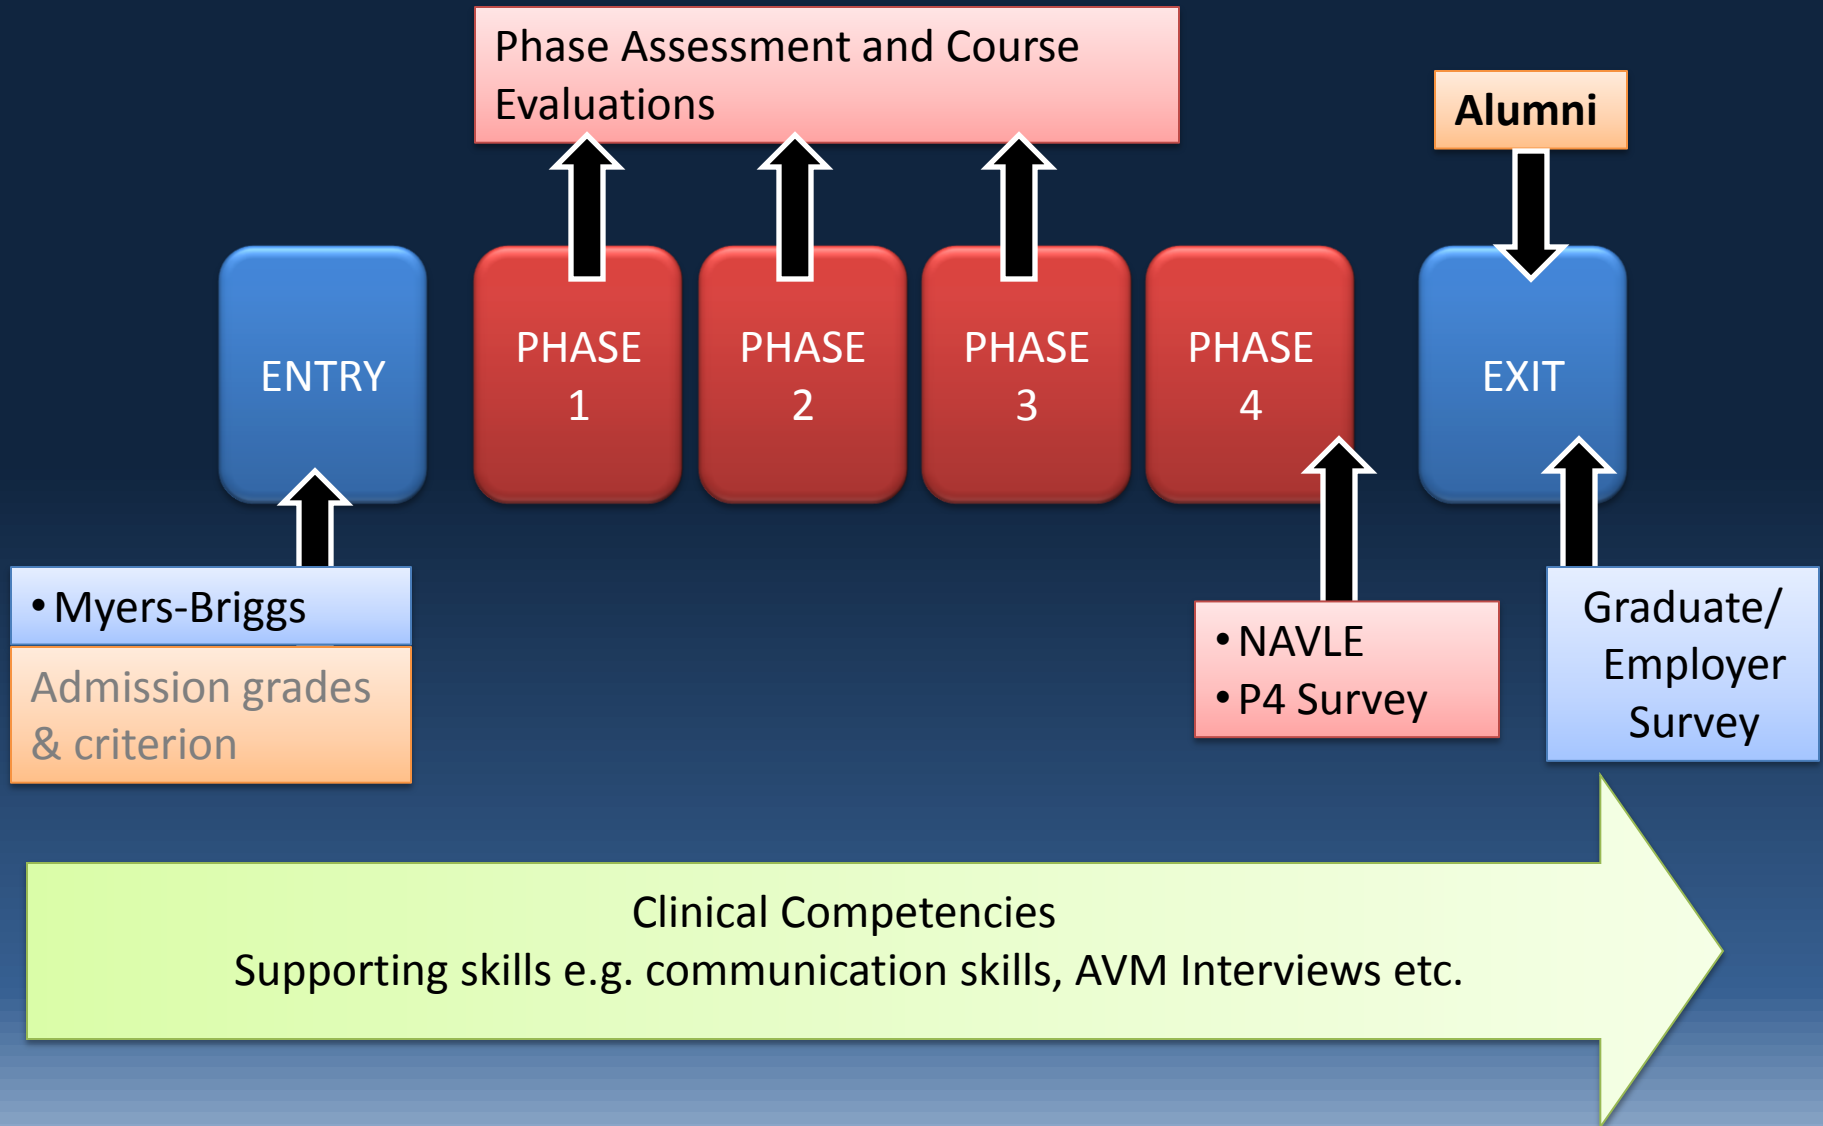 Phase Assessment and Course
Evaluations
Alumni
ENTRY
PHASE
1
PHASE
2
PHASE
3
PHASE
4
EXIT
• Myers-Briggs
Admission grades
& criterion
• NAVLE
• P4 Survey
Graduate/
Employer
Survey
Clinical Competencies
Supporting skills e.g. communication skills, AVM Interviews etc.